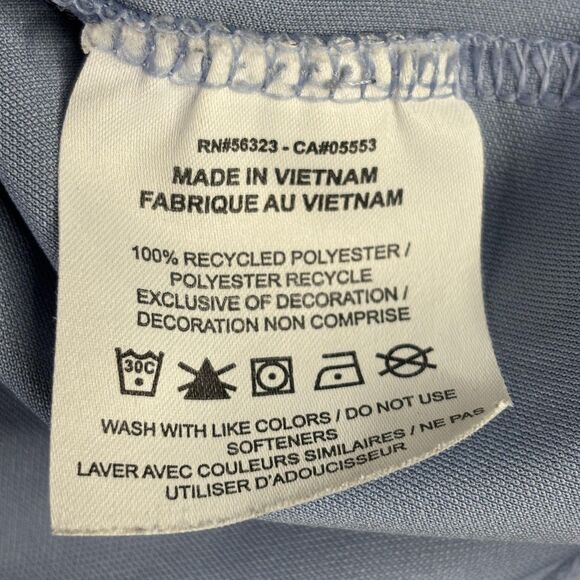 RN#56323 - CA#05553
MADE IN VIETNAM
FABRIQUE AU VIETNAM
100% RECYCLED POLYESTER /
POLYESTER RECYCLE
EXCLUSIVE OF DECORATION /
DECORATION NON COMPRISE
30C
WASH WITH LIKE COLORS / DO NOT USE
SOFTENERS
LAVER AVEC COULEURS SIMILAIRES / NE PAS
UTILISER D'ADOUCISSEUR